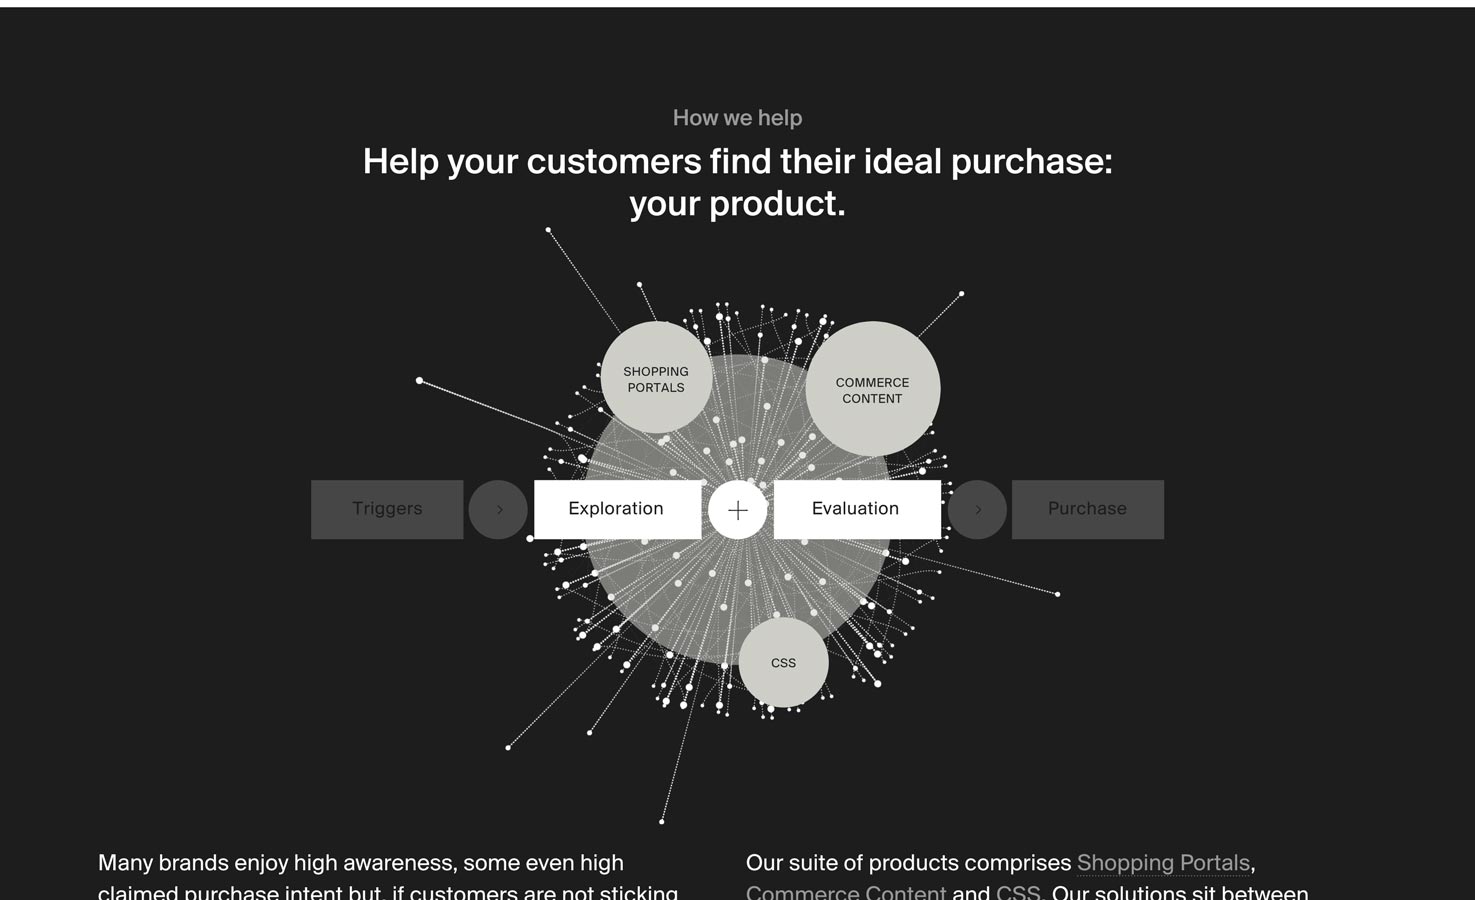 How we help
Help your customers find their ideal purchase:
your product.
SHOPPING
PORTALS
COMMERCE
CONTENT
Triggers
Exploration
Evaluation
Purchase
CSS
Many brands enjoy high awareness, some even high
claimed purchase intent but, if customers are not sticking
Our suite of products comprises Shopping Portals,
Commerce Content and CSS. Our solutions sit between